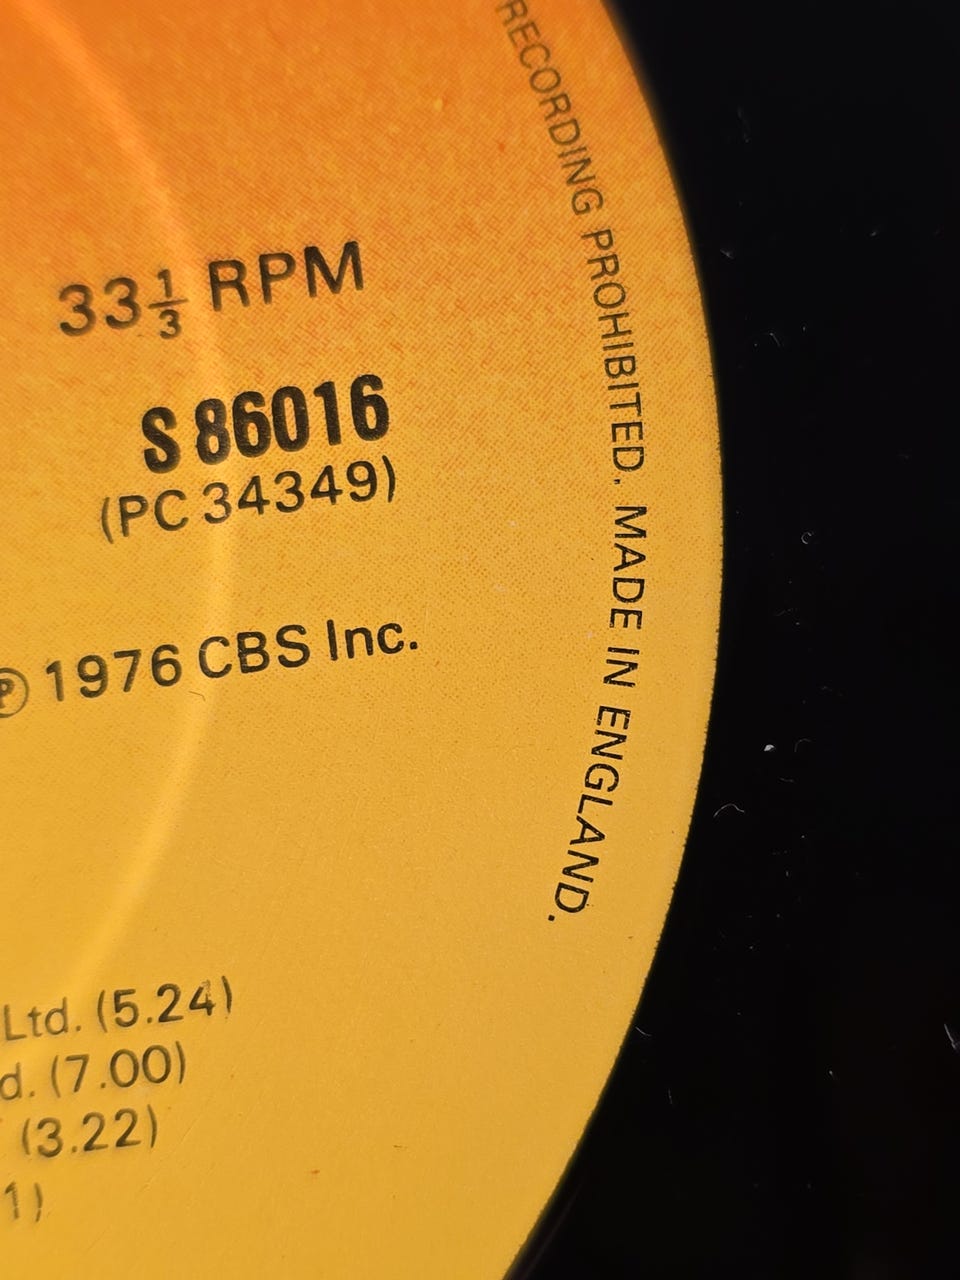 RECORDING PROHIBITED. MADE IN ENGLAND.
33⅓ RPM
S 86016
(PC 34349)
℗ 1976 CBS Inc.
Ltd. (5.24)
d. (7.00)
(3.22)
1)